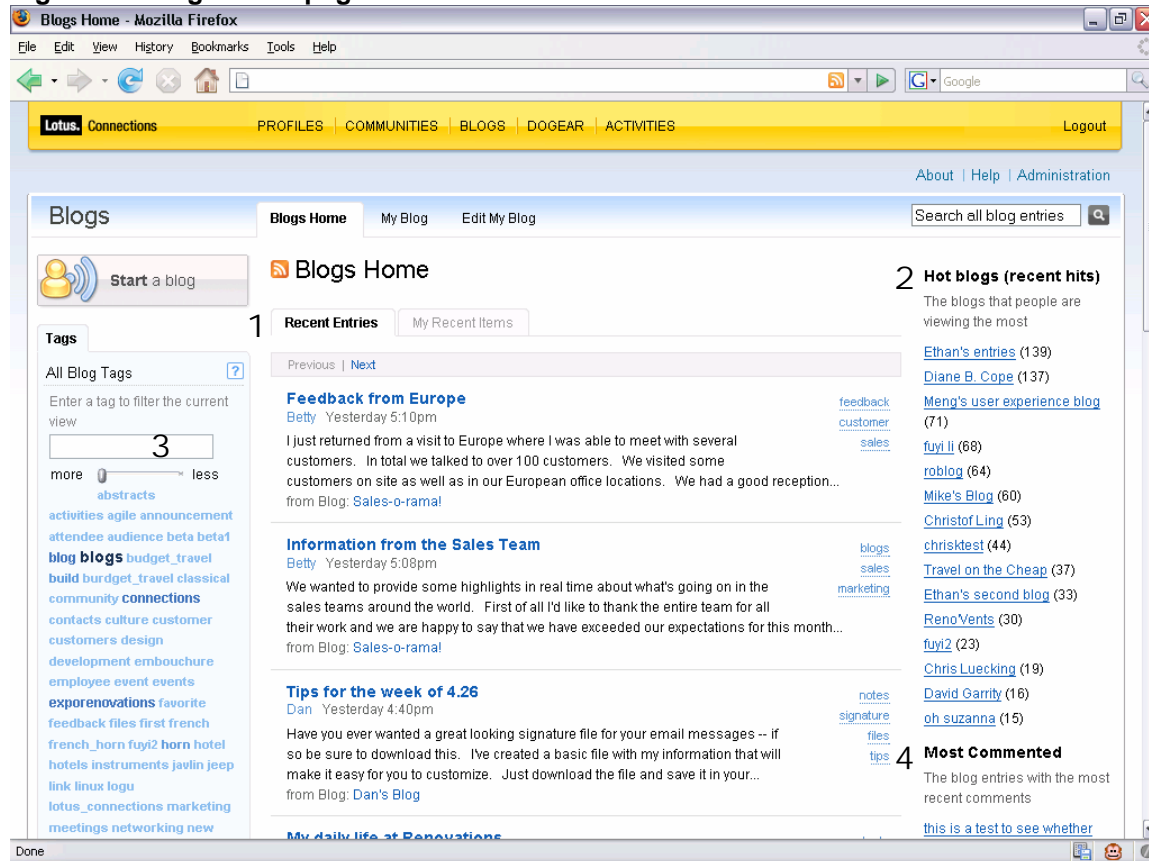 Blogs Home - Mozilla Firefox
File Edit View History Bookmarks Tools Help
Google
Lotus. Connections
PROFILES | COMMUNITIES | BLOGS | DOGEAR | ACTIVITIES
Logout
About | Help | Administration
Blogs
Blogs Home My Blog Edit My Blog
Search all blog entries
Start a blog
Tags
All Blog Tags ?
Enter a tag to filter the current
view
3
more less
abstracts
activities agile announcement
attendee audience beta beta1
blog blogs budget_travel
build burdget_travel classical
community connections
contacts culture customer
customers design
development embouchure
employee event events
exporenovations favorite
feedback files first french
french_horn fuyi2 horn hotel
hotels instruments javlin jeep
link linux logu
lotus_connections marketing
meetings networking new
Blogs Home
1
Recent Entries My Recent Items
Previous | Next
Feedback from Europe
Betty Yesterday 5:10pm
I just returned from a visit to Europe where I was able to meet with several
customers. In total we talked to over 100 customers. We visited some
customers on site as well as in our European office locations. We had a good reception...
from Blog: Sales-o-rama!
feedback
customer
sales
Information from the Sales Team
Betty Yesterday 5:08pm
We wanted to provide some highlights in real time about what's going on in the
sales teams around the world. First of all I'd like to thank the entire team for all
their work and we are happy to say that we have exceeded our expectations for this month...
from Blog: Sales-o-rama!
blogs
sales
marketing
Tips for the week of 4.26
Dan Yesterday 4:40pm
Have you ever wanted a great looking signature file for your email messages -- if
so be sure to download this. I've created a basic file with my information that will
make it easy for you to customize. Just download the file and save it in your...
from Blog: Dan's Blog
notes
signature
files
tips
My daily life at Renovations
2 Hot blogs (recent hits)
The blogs that people are
viewing the most
Ethan's entries (139)
Diane B. Cope (137)
Meng's user experience blog
(71)
fuyi li (68)
roblog (64)
Mike's Blog (60)
Christof Ling (53)
chrisktest (44)
Travel on the Cheap (37)
Ethan's second blog (33)
Reno'Vents (30)
fuyi2 (23)
Chris Luecking (19)
David Garrity (16)
oh suzanna (15)
4 Most Commented
The blog entries with the most
recent comments
this is a test to see whether
Done